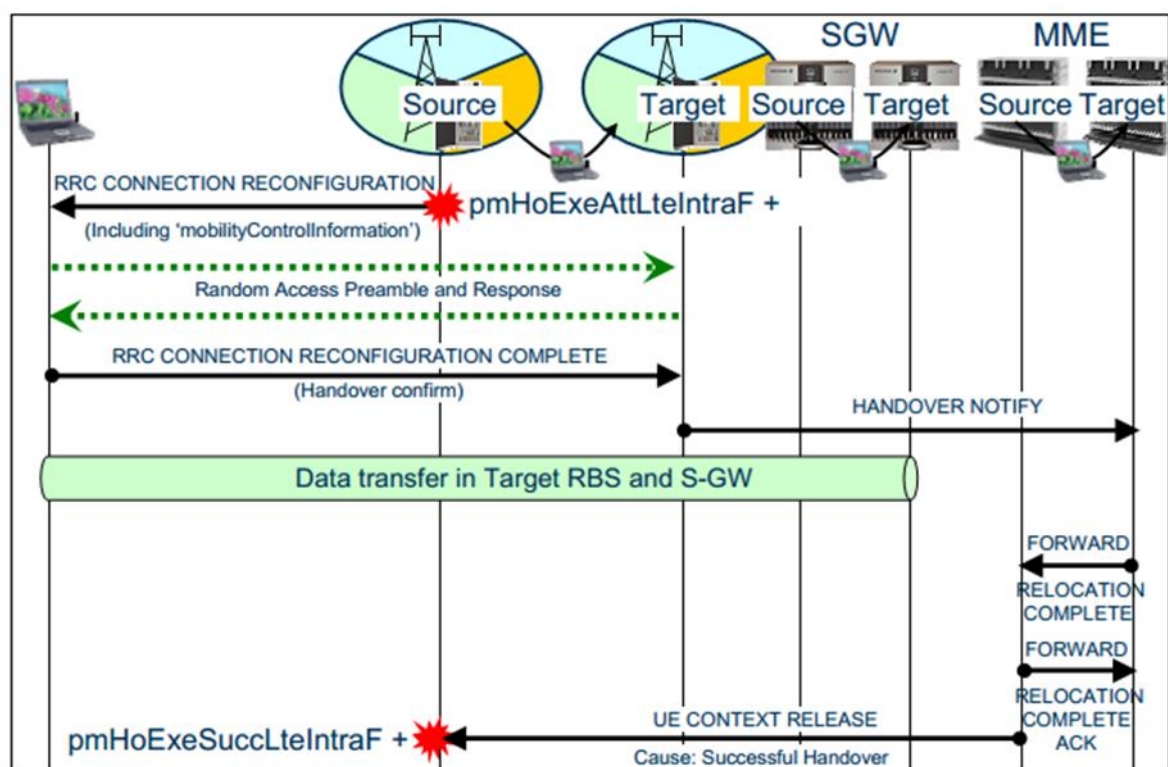 SGW MME
Source Target Source Target Source Target
RRC CONNECTION RECONFIGURATION
pmHoExeAttLteIntraF +
(Including 'mobilityControlInformation')
Random Access Preamble and Response
RRC CONNECTION RECONFIGURATION COMPLETE
(Handover confirm)
HANDOVER NOTIFY
Data transfer in Target RBS and S-GW
FORWARD
RELOCATION
COMPLETE
FORWARD
RELOCATION
COMPLETE
ACK
UE CONTEXT RELEASE
pmHoExeSuccLteIntraF +
Cause: Successful Handover